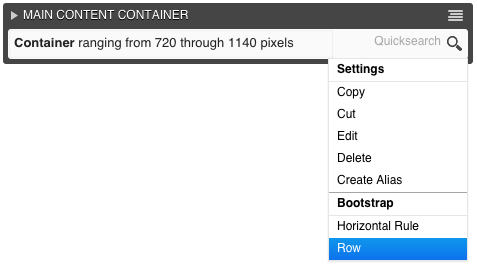 MAIN CONTENT CONTAINER
Container ranging from 720 through 1140 pixels
Quicksearch
Settings
Copy
Cut
Edit
Delete
Create Alias
Bootstrap
Horizontal Rule
Row